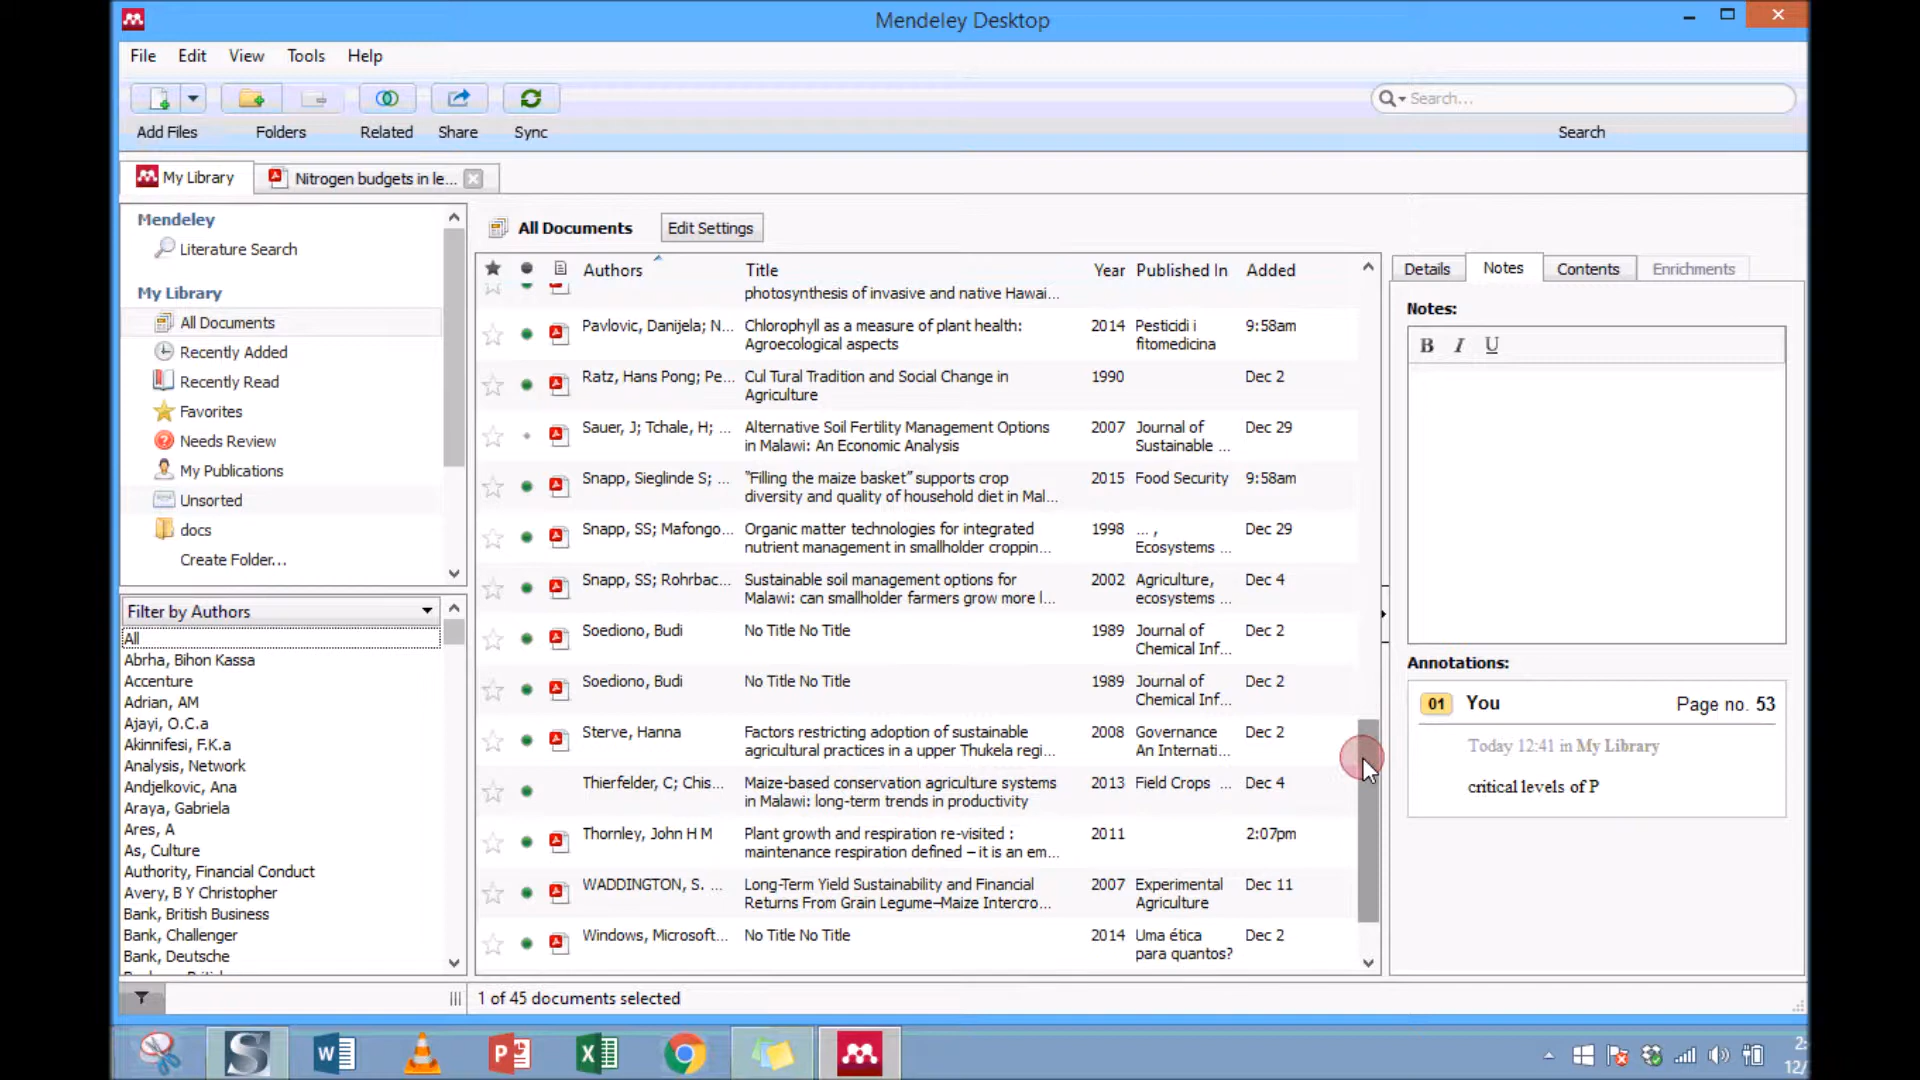 Mendeley Desktop
File Edit View Tools Help
Search...
Add Files Folders Related Share Sync Search
My Library Nitrogen budgets in le...
Mendeley
Literature Search
My Library
All Documents
Recently Added
Recently Read
Favorites
Needs Review
My Publications
Unsorted
docs
Create Folder...
Filter by Authors
All
Abrha, Bihon Kassa
Accenture
Adrian, AM
Ajayi, O.C.a
Akinnifesi, F.K.a
Analysis, Network
Andjelkovic, Ana
Araya, Gabriela
Ares, A
As, Culture
Authority, Financial Conduct
Avery, B Y Christopher
Bank, British Business
Bank, Challenger
Bank, Deutsche
All Documents Edit Settings
Authors Title Year Published In Added
photosynthesis of invasive and native Hawai...
Pavlovic, Danijela; N... Chlorophyll as a measure of plant health: 2014 Pesticidi i 9:58am
Agroecological aspects fitomedicina
Ratz, Hans Pong; Pe... Cul Tural Tradition and Social Change in 1990 Dec 2
Agriculture
Sauer, J; Tchale, H; ... Alternative Soil Fertility Management Options 2007 Journal of Dec 29
in Malawi: An Economic Analysis Sustainable ...
Snapp, Sieglinde S; ... "Filling the maize basket" supports crop 2015 Food Security 9:58am
diversity and quality of household diet in Mal...
Snapp, SS; Mafongo... Organic matter technologies for integrated 1998 ... , Dec 29
nutrient management in smallholder croppin... Ecosystems ...
Snapp, SS; Rohrbac... Sustainable soil management options for 2002 Agriculture, Dec 4
Malawi: can smallholder farmers grow more l... ecosystems ...
Soediono, Budi No Title No Title 1989 Journal of Dec 2
Chemical Inf...
Soediono, Budi No Title No Title 1989 Journal of Dec 2
Chemical Inf...
Sterve, Hanna Factors restricting adoption of sustainable 2008 Governance Dec 2
agricultural practices in a upper Thukela regi... An Internati...
Thierfelder, C; Chis... Maize-based conservation agriculture systems 2013 Field Crops ... Dec 4
in Malawi: long-term trends in productivity
Thornley, John H M Plant growth and respiration re-visited : 2011 2:07pm
maintenance respiration defined – it is an em...
WADDINGTON, S. ... Long-Term Yield Sustainability and Financial 2007 Experimental Dec 11
Returns From Grain Legume–Maize Intercro... Agriculture
Windows, Microsoft... No Title No Title 2014 Uma ética Dec 2
para quantos?
Details Notes Contents Enrichments
Notes:
B I U
Annotations:
01 You Page no. 53
Today 12:41 in My Library
critical levels of P
1 of 45 documents selected
2:
12/